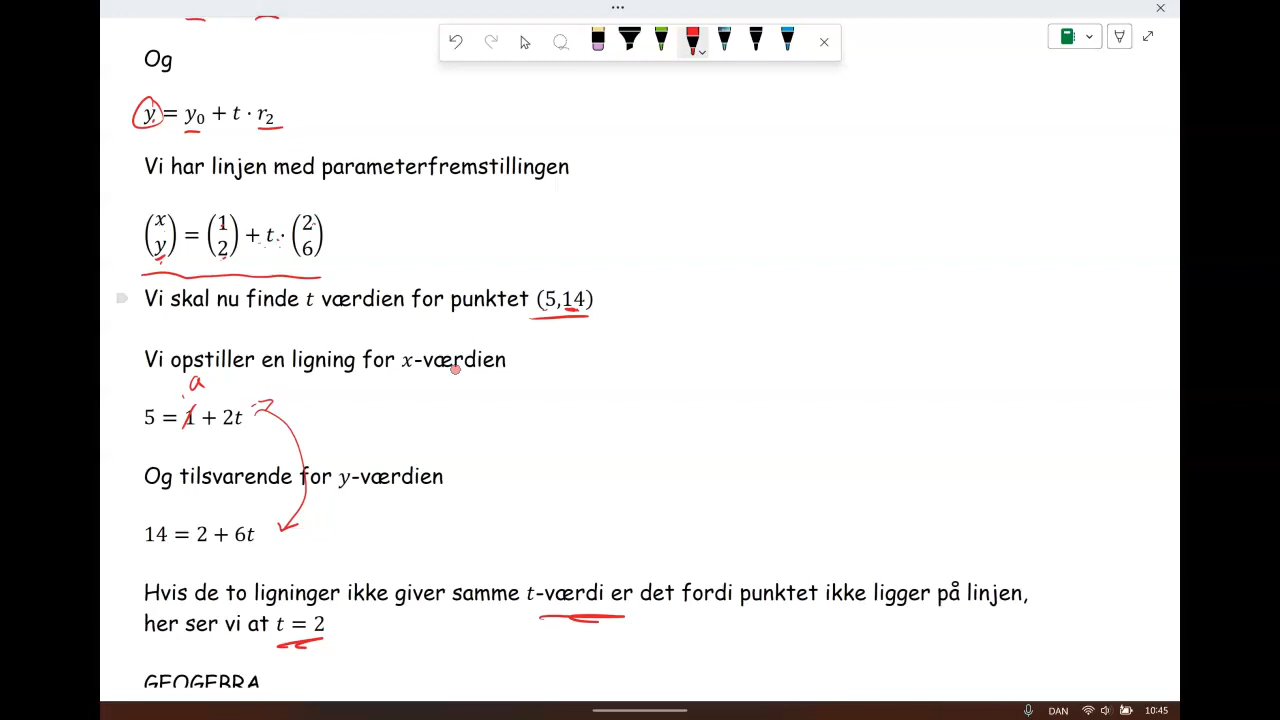 Og
y = y₀ + t · r₂
Vi har linjen med parameterfremstillingen
(x y) = (1 2) + t · (2 6)
Vi skal nu finde t værdien for punktet (5,14)
Vi opstiller en ligning for x-værdien
a
5 = 1 + 2t
Og tilsvarende for y-værdien
14 = 2 + 6t
Hvis de to ligninger ikke giver samme t-værdi er det fordi punktet ikke ligger på linjen,
her ser vi at t = 2
GEOGEBRA
DAN 10:45